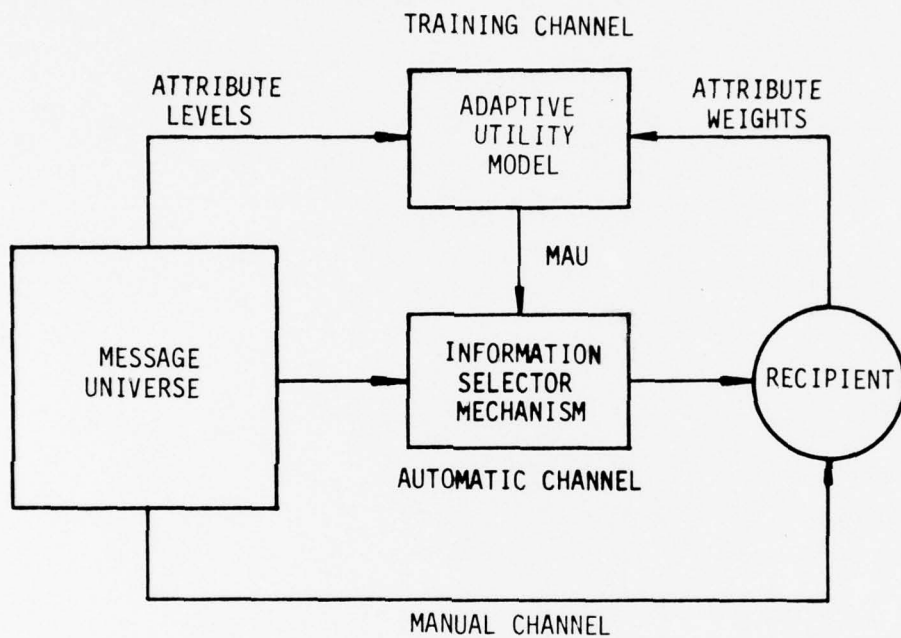 TRAINING CHANNEL
ATTRIBUTE
LEVELS
ADAPTIVE
UTILITY
MODEL
ATTRIBUTE
WEIGHTS
MAU
MESSAGE
UNIVERSE
INFORMATION
SELECTOR
MECHANISM
RECIPIENT
AUTOMATIC CHANNEL
MANUAL CHANNEL